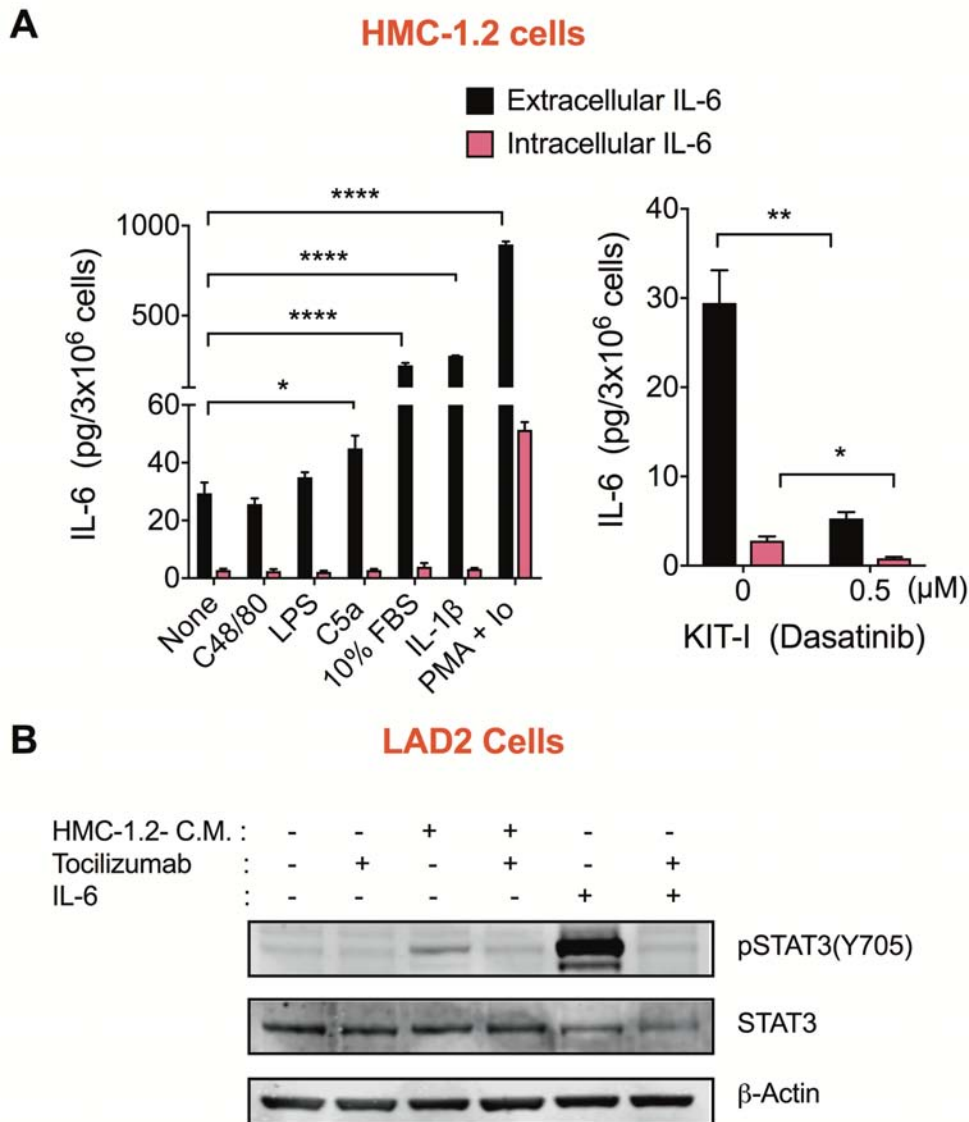 A
HMC-1.2 cells
Extracellular IL-6
Intracellular IL-6
IL-6 (pg/3x10⁶ cells)
1000
500
60
40
20
0
****
****
****
*
None
C48/80
LPS
C5a
10% FBS
IL-1β
PMA + Io
IL-6 (pg/3x10⁶ cells)
40
30
20
10
0
**
*
0 0.5 (μM)
KIT-I (Dasatinib)
B
LAD2 Cells
HMC-1.2- C.M. : - - + + - -
Tocilizumab : - + - + - +
IL-6 : - - - - + +
pSTAT3(Y705)
STAT3
β-Actin